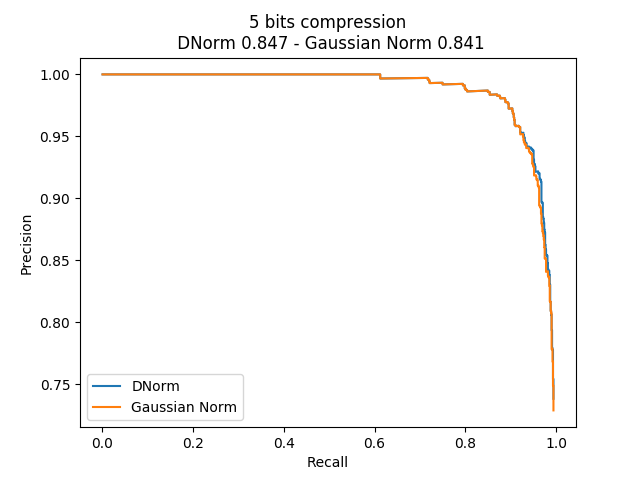 5 bits compression
DNorm 0.847 - Gaussian Norm 0.841
1.00
0.95
0.90
0.85
0.80
0.75
Precision
DNorm
Gaussian Norm
0.0 0.2 0.4 0.6 0.8 1.0
Recall